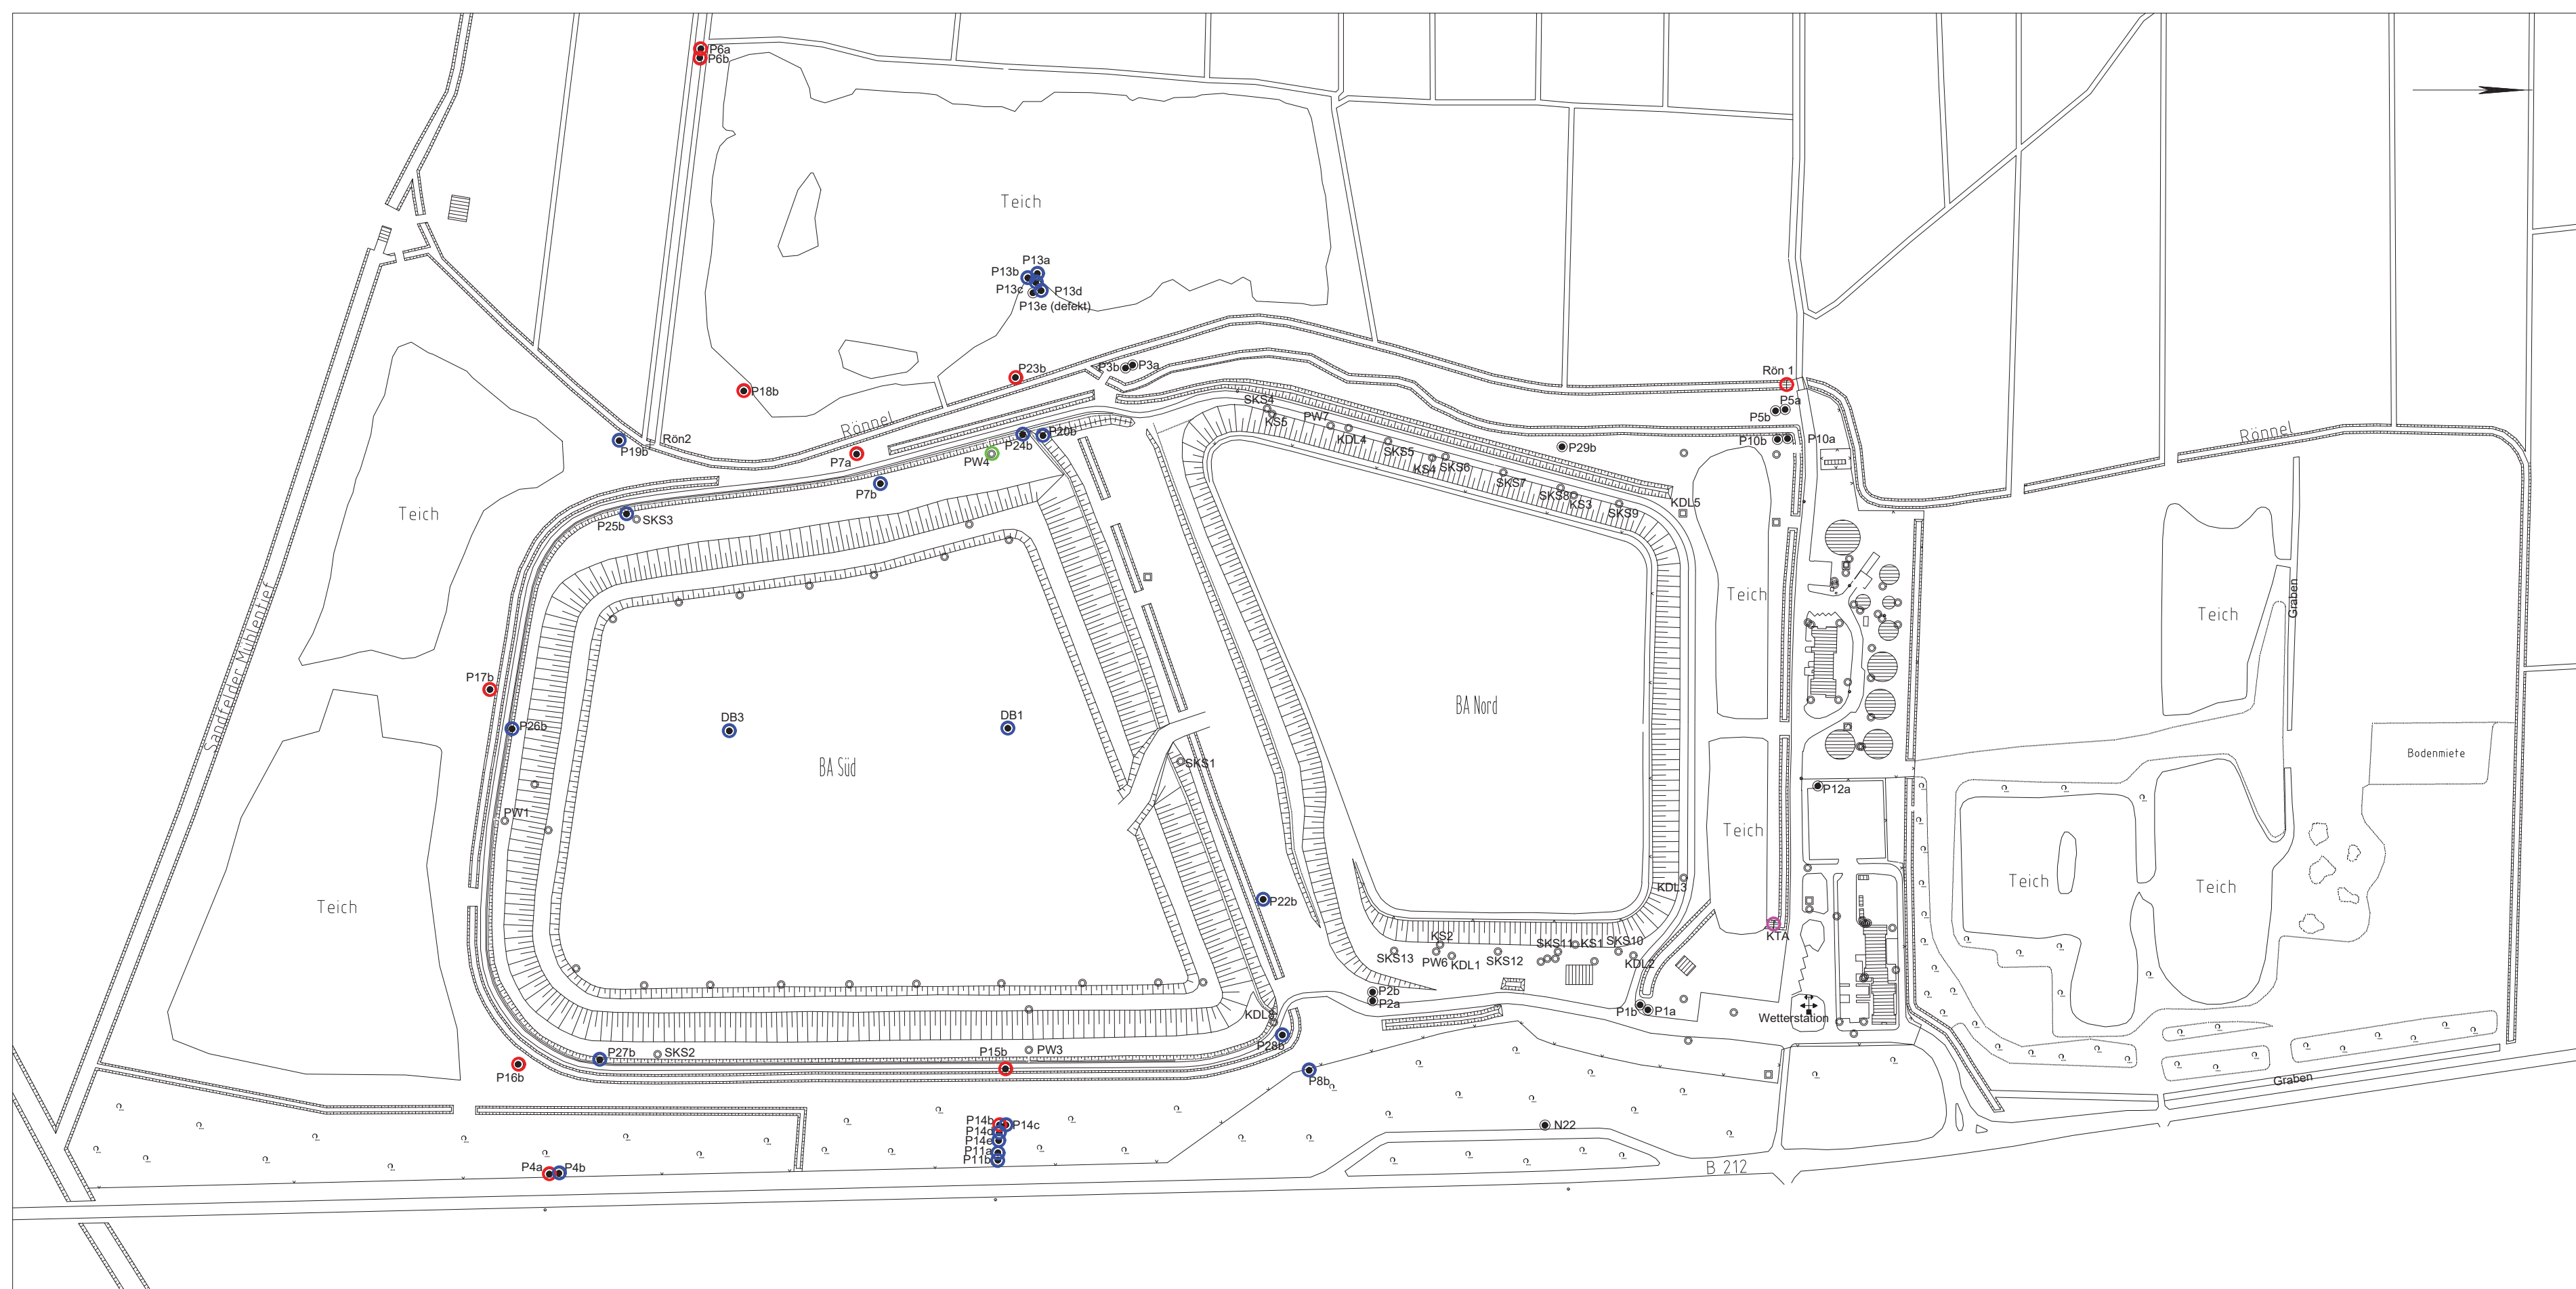 P6a
P6b
Teich
P13a
P13b
P13c
P13d
P13e (defekt)
P3b
P3a
P23b
Rön 1
P18b
P5a
P5b
SKS4
KS5
PW7
KDL4
Rönnel
P19b
Rön2
P7a
PW4
P24b
P20b
SKS5
KS4
SKS6
P29b
P10b
P10a
Rönnel
P7b
SKS7
SKS8
KS3
SKS9
KDL5
Teich
P25b
SKS3
Teich
Teich
Graben
Sandfelder Mühlentief
P17b
P26b
DB3
DB1
BA Nord
Bodenmiete
BA Süd
SKS1
P12a
PW1
Teich
KDL3
Teich
Teich
Teich
P22b
KTA
KS2
SKS11
KS1
SKS10
SKS13
PW6
KDL1
SKS12
KDL2
P2b
P2a
P1b
P1a
Wetterstation
P28b
P27b
SKS2
P15b
PW3
P16b
P8b
Graben
P14b
P14c
P14d
P14e
P11a
P11b
N22
P4a
P4b
B 212